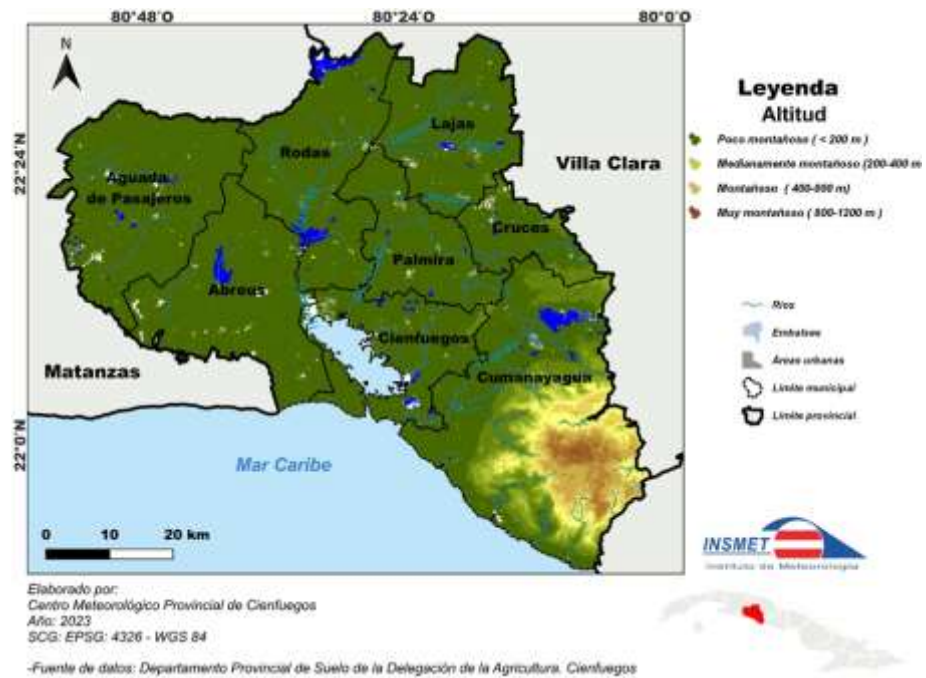 80°48'O 80°24'O 80°0'O
N
22°24'N
22°0'N
Lajas
Rodas
Villa Clara
Aguada
de Pasajeros
Cruces
Palmira
Abreus
Cienfuegos
Matanzas
Cumanayagua
Mar Caribe
0 10 20 km
Leyenda
Altitud
Poco montañoso ( < 200 m )
Medianamente montañoso (200-400 m
Montañoso ( 400-800 m)
Muy montañoso ( 800-1200 m )
Ríos
Embalses
Áreas urbanas
Límite municipal
Límite provincial
INSMET
Instituto de Meteorología
Elaborado por:
Centro Meteorológico Provincial de Cienfuegos
Año: 2023
SCG: EPSG: 4326 - WGS 84
-Fuente de datos: Departamento Provincial de Suelo de la Delegación de la Agricultura. Cienfuegos